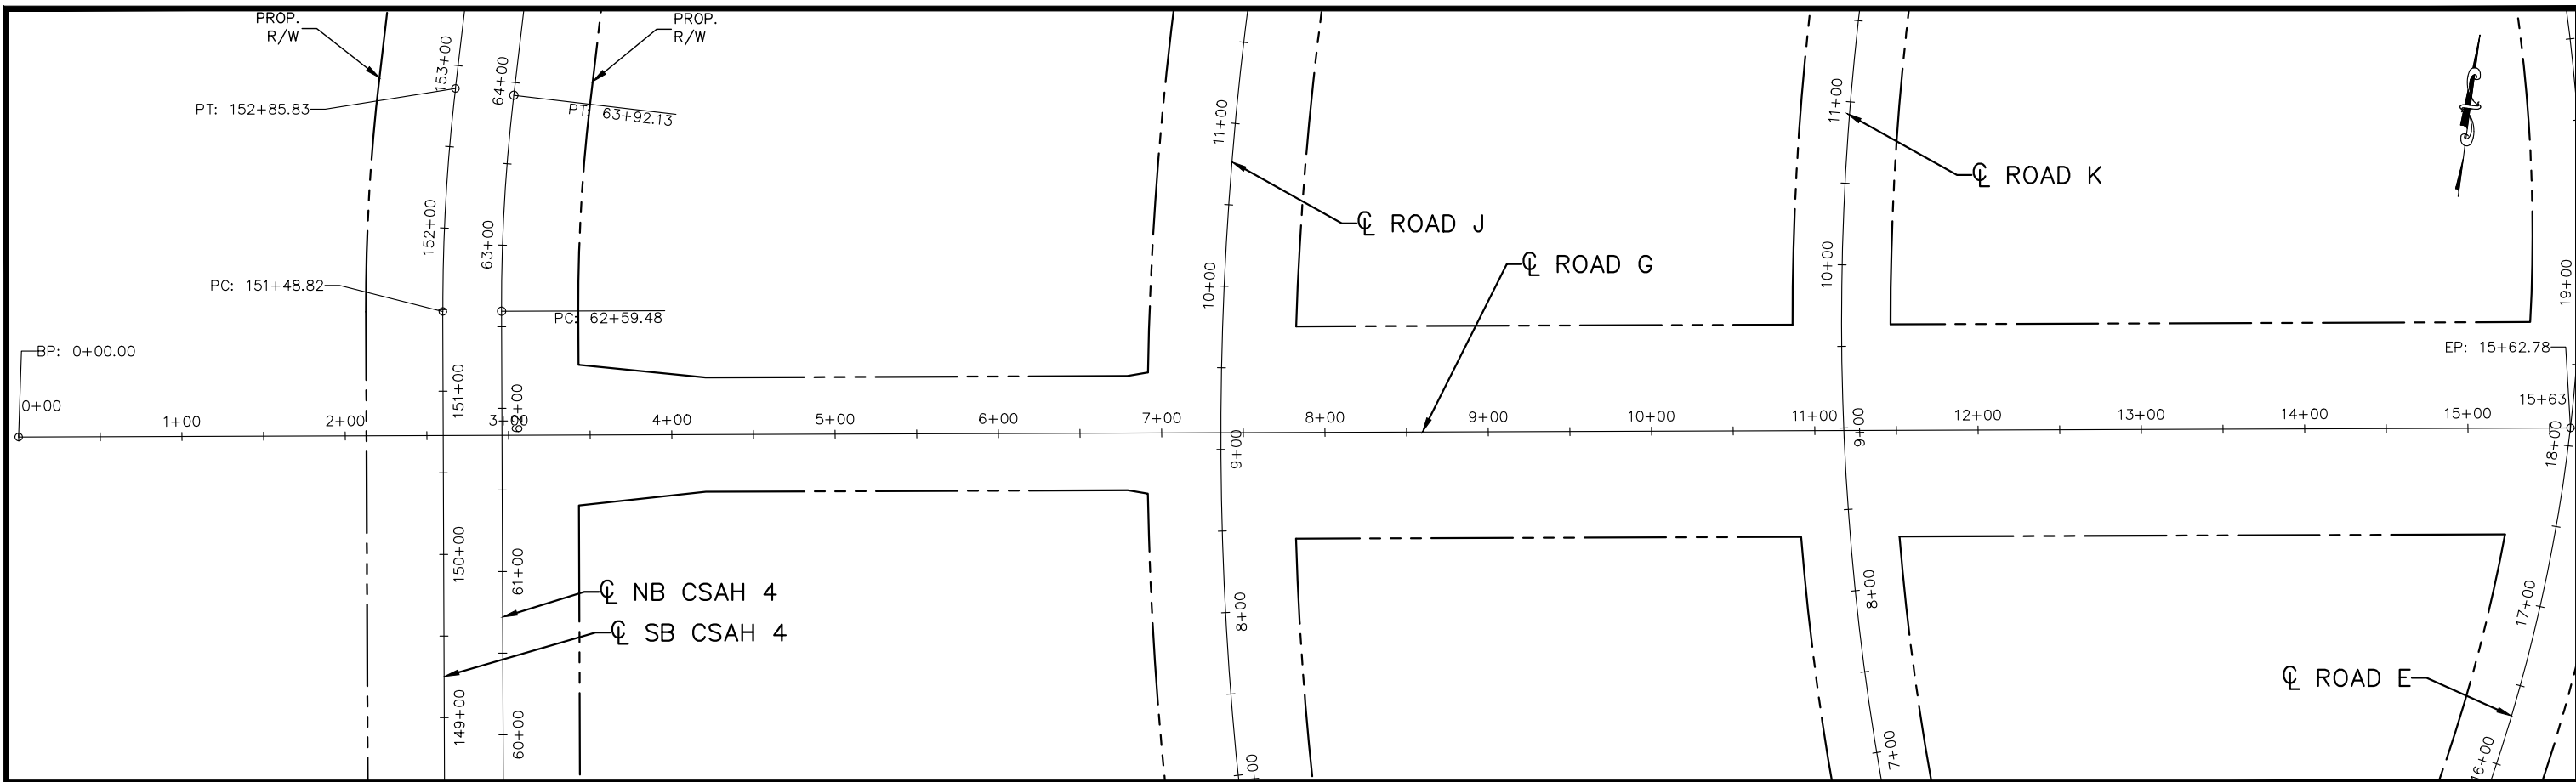 PROP.
R/W
PROP.
R/W
153+00
64+00
PT: 152+85.83
PT: 63+92.13
11+00
11+00
℄ ROAD K
152+00
63+00
℄ ROAD J
℄ ROAD G
10+00
10+00
19+00
PC: 151+48.82
PC: 62+59.48
BP: 0+00.00
EP: 15+62.78
151+00
62+00
0+00
1+00
2+00
3+00
4+00
5+00
6+00
7+00
8+00
9+00
10+00
11+00
12+00
13+00
14+00
15+00
15+63
9+00
9+00
18+00
150+00
61+00
℄ NB CSAH 4
℄ SB CSAH 4
8+00
8+00
17+00
℄ ROAD E
149+00
60+00
7+00
16+00